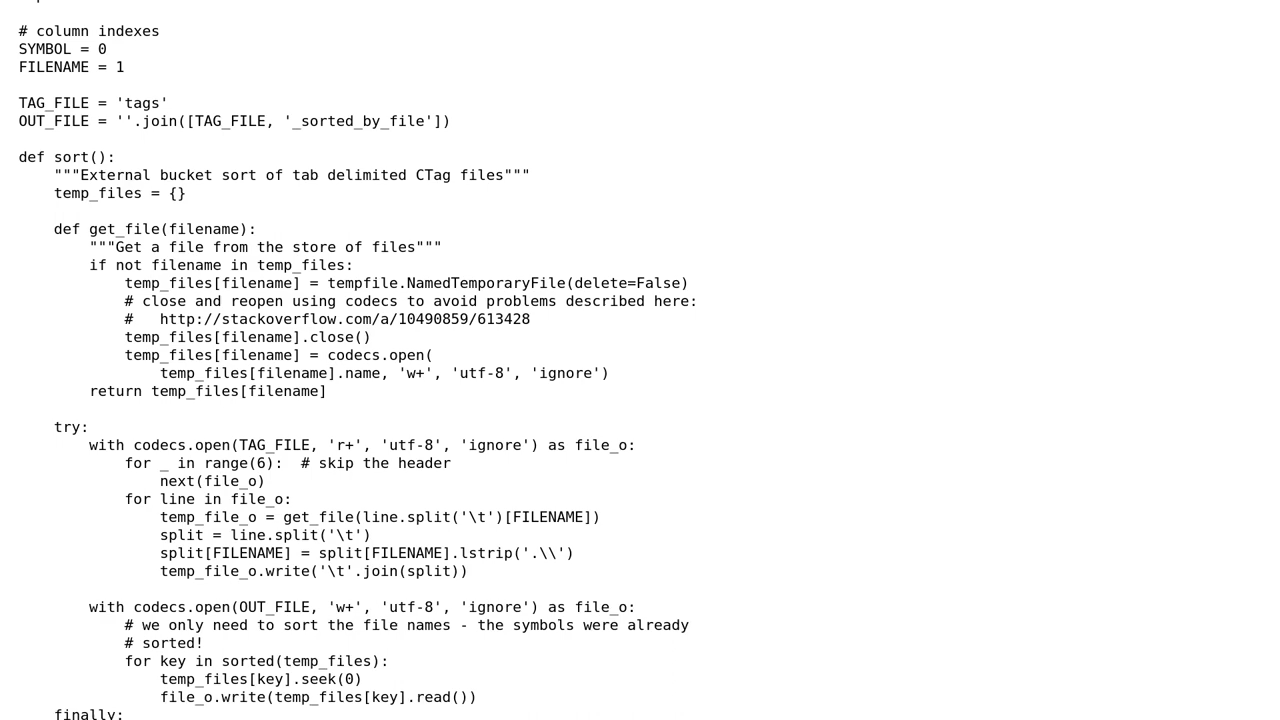 # column indexes
SYMBOL = 0
FILENAME = 1

TAG_FILE = 'tags'
OUT_FILE = ''.join([TAG_FILE, '_sorted_by_file'])

def sort():
    """External bucket sort of tab delimited CTag files"""
    temp_files = {}

    def get_file(filename):
        """Get a file from the store of files"""
        if not filename in temp_files:
            temp_files[filename] = tempfile.NamedTemporaryFile(delete=False)
            # close and reopen using codecs to avoid problems described here:
            #   http://stackoverflow.com/a/10490859/613428
            temp_files[filename].close()
            temp_files[filename] = codecs.open(
                temp_files[filename].name, 'w+', 'utf-8', 'ignore')
        return temp_files[filename]

    try:
        with codecs.open(TAG_FILE, 'r+', 'utf-8', 'ignore') as file_o:
            for _ in range(6):  # skip the header
                next(file_o)
            for line in file_o:
                temp_file_o = get_file(line.split('\t')[FILENAME])
                split = line.split('\t')
                split[FILENAME] = split[FILENAME].lstrip('.\\')
                temp_file_o.write('\t'.join(split))

        with codecs.open(OUT_FILE, 'w+', 'utf-8', 'ignore') as file_o:
            # we only need to sort the file names - the symbols were already
            # sorted!
            for key in sorted(temp_files):
                temp_files[key].seek(0)
                file_o.write(temp_files[key].read())
    finally: